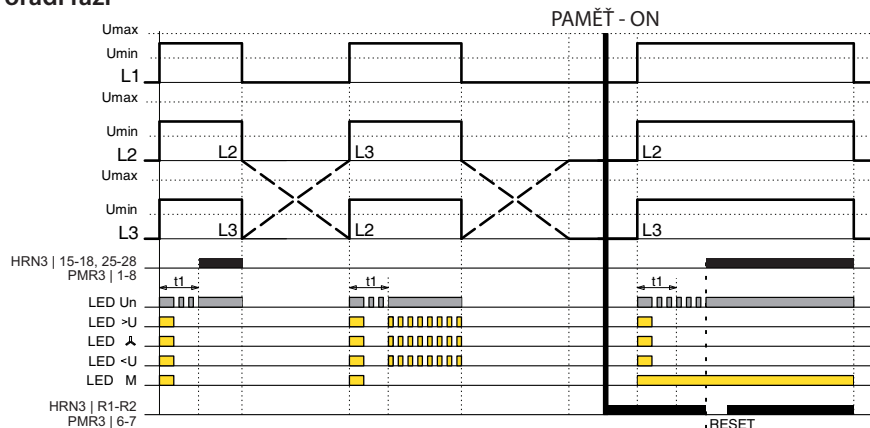 PAMĚŤ - ON
Umax
Umin
L1
Umax
Umin
L2 L2 L3 L2
Umax
Umin
L3 L3 L2 L3
HRN3 | 15-18, 25-28
PMR3 | 1-8
t1 t1 t1
LED Un
LED >U
LED
LED <U
LED M
HRN3 | R1-R2
PMR3 | 6-7
RESET